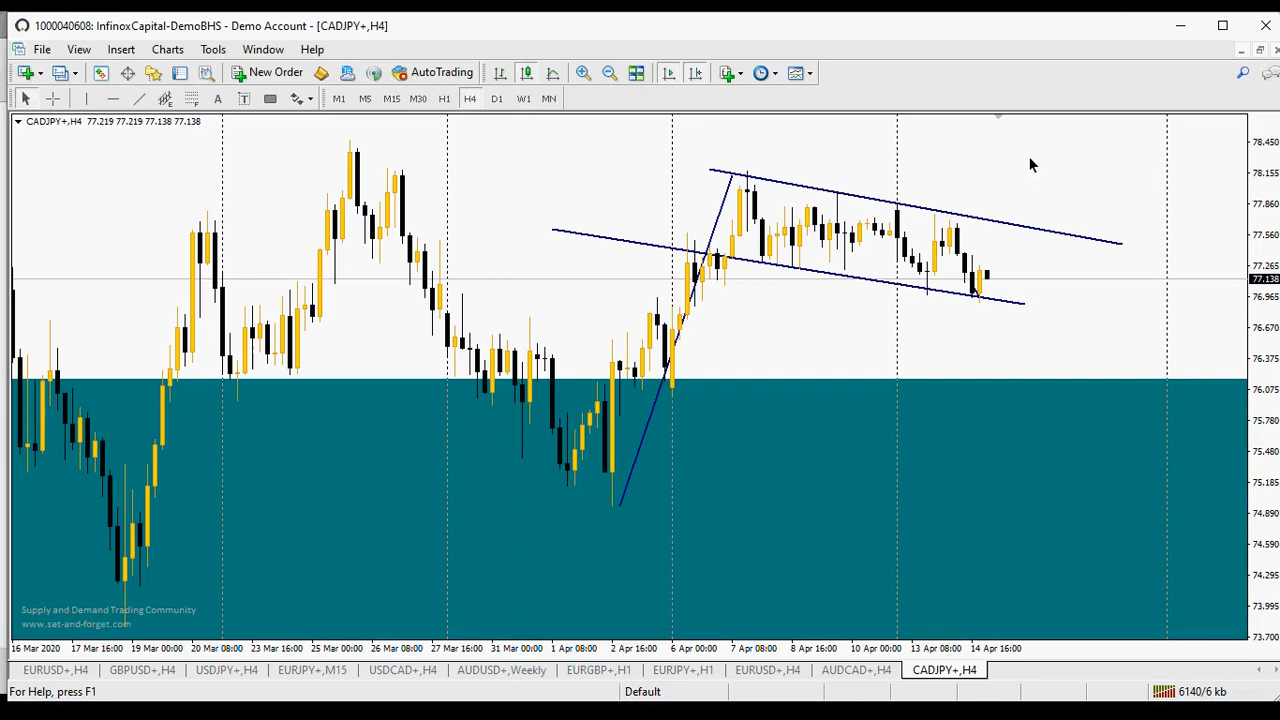 1000040608: InfinoxCapital-DemoBHS - Demo Account - [CADJPY+,H4]
File View Insert Charts Tools Window Help
New Order AutoTrading
A T M1 M5 M15 M30 H1 H4 D1 W1 MN
CADJPY+,H4 77.219 77.219 77.138 77.138
78.450
78.155
77.860
77.560
77.265
77.138
76.965
76.670
76.375
76.075
75.780
75.480
75.185
74.890
74.590
74.295
73.995
73.700
Supply and Demand Trading Community
www.set-and-forget.com
16 Mar 2020 17 Mar 16:00 19 Mar 00:00 20 Mar 08:00 23 Mar 16:00 25 Mar 00:00 26 Mar 08:00 27 Mar 16:00 31 Mar 00:00 1 Apr 08:00 2 Apr 16:00 6 Apr 00:00 7 Apr 08:00 8 Apr 16:00 10 Apr 00:00 13 Apr 08:00 14 Apr 16:00
EURUSD+,H4 GBPUSD+,H4 USDJPY+,H4 EURJPY+,M15 USDCAD+,H4 AUDUSD+,Weekly EURGBP+,H1 EURJPY+,H1 EURUSD+,H4 AUDCAD+,H4 CADJPY+,H4
For Help, press F1 Default 6140/6 kb